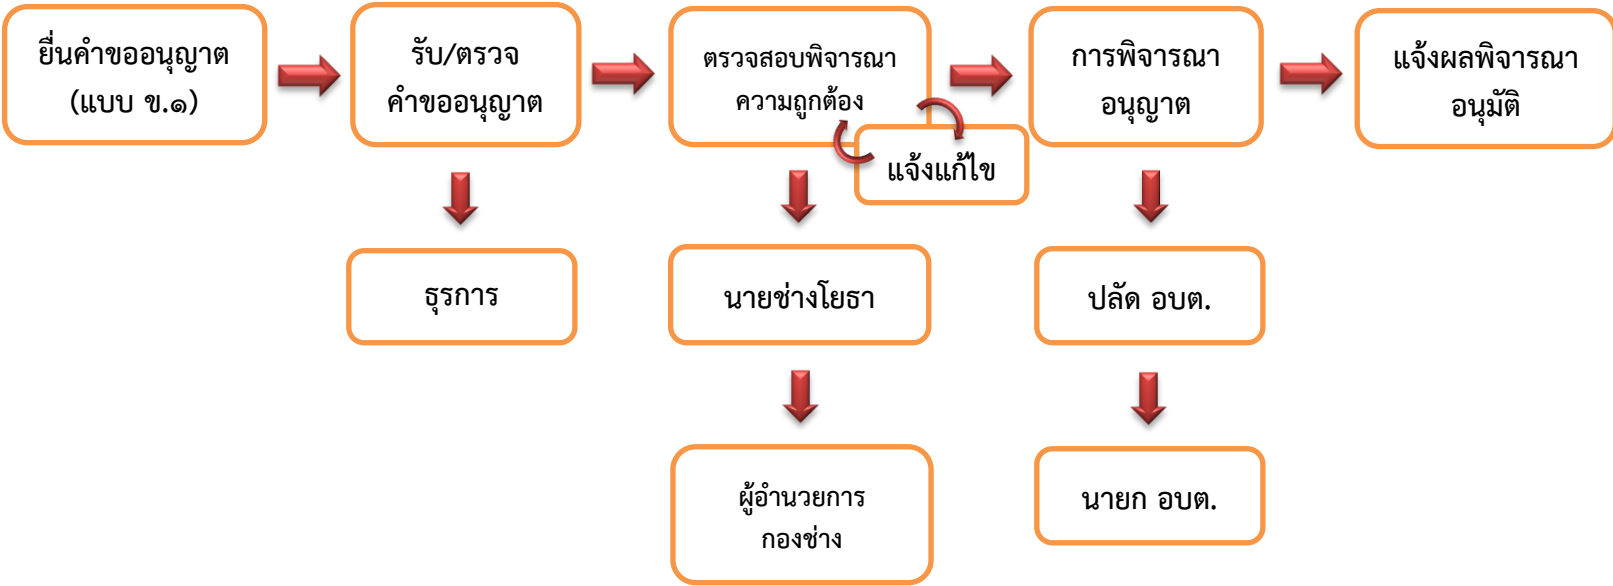 ยื่นคำขออนุญาต
(แบบ ข.๑)
รับ/ตรวจ
คำขออนุญาต
ตรวจสอบพิจารณา
ความถูกต้อง
แจ้งแก้ไข
การพิจารณา
อนุญาต
แจ้งผลพิจารณา
อนุมัติ
ธุรการ
นายช่างโยธา
ปลัด อบต.
ผู้อำนวยการ
กองช่าง
นายก อบต.